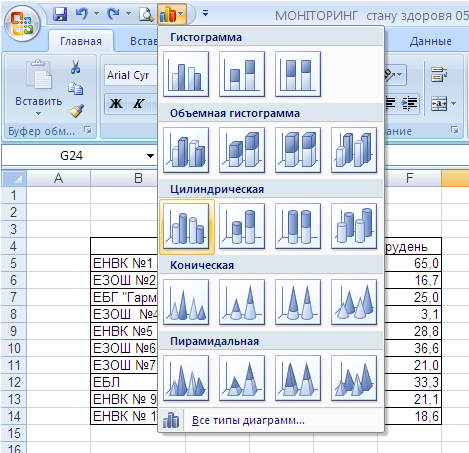 МОНІТОРИНГ стану здоровя 05
Главная Вста Данные
Arial Cyr
Вставить
Ж К
Буфер обм... ание
G24
Гистограмма
Объемная гистограмма
Цилиндрическая
Коническая
Пирамидальная
Все типы диаграмм...
A B F
1
2
3
4 рудень
5 ЕНВК №1 65,0
6 ЕЗОШ №2 16,7
7 ЕБГ "Гарм 25,0
8 ЕЗОШ №4 3,1
9 ЕНВК №5 28,8
10 ЕЗОШ №6 36,6
11 ЕЗОШ №7 21,0
12 ЕБЛ 33,3
13 ЕНВК № 9 21,1
14 ЕНВК № 1 18,6
15
16